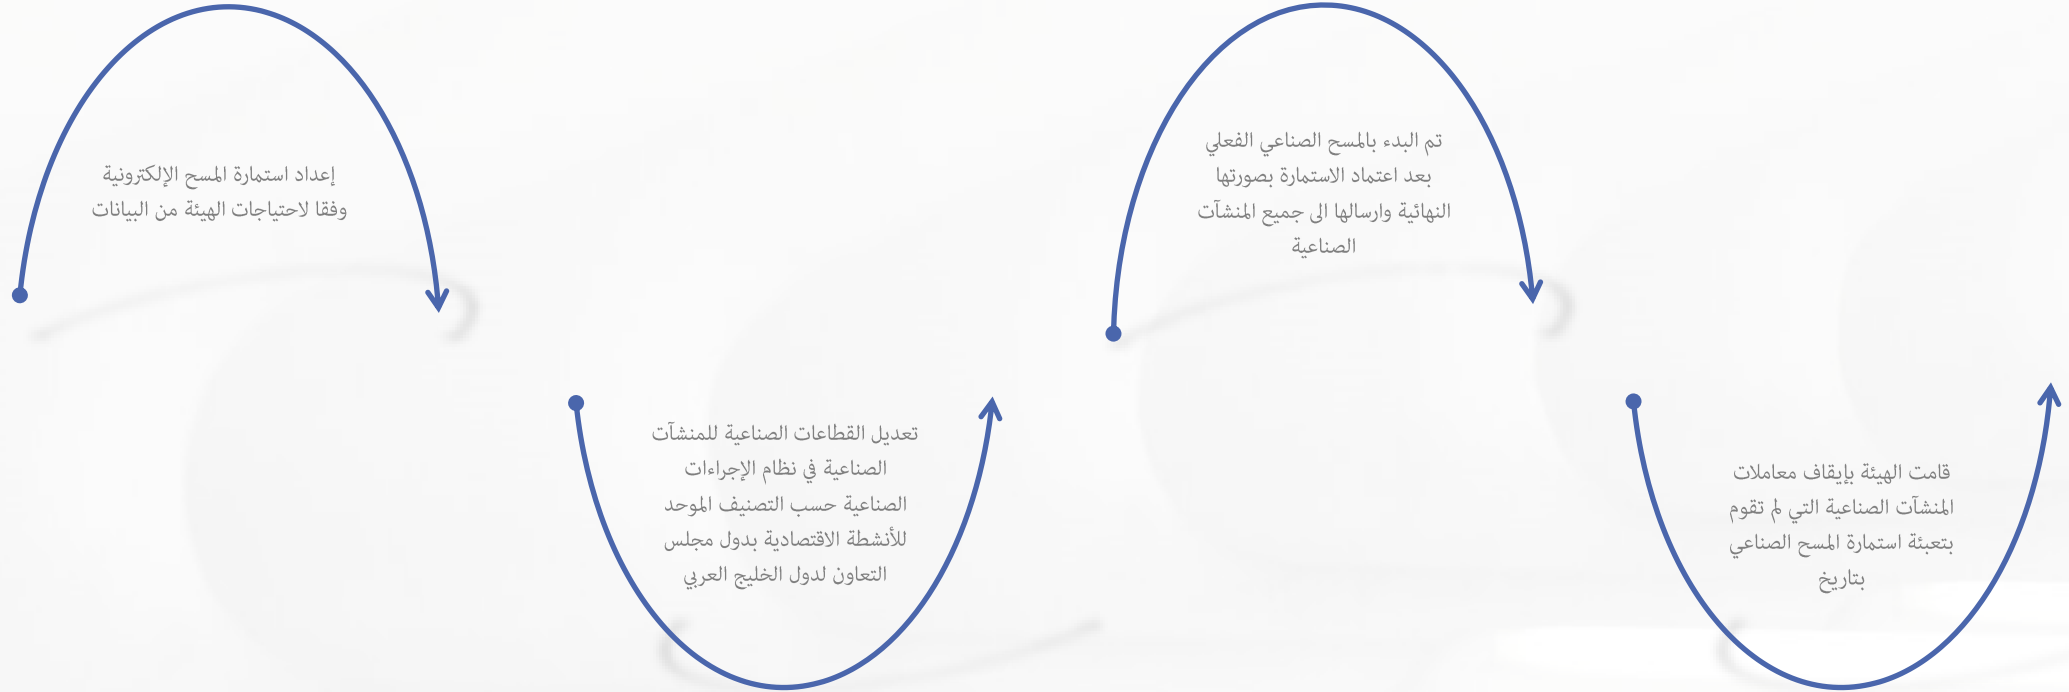 إعداد استمارة المسح الإلكترونية
وفقا لاحتياجات الهيئة من البيانات
تعديل القطاعات الصناعية للمنشآت
الصناعية في نظام الإجراءات
الصناعية حسب التصنيف الموحد
للأنشطة الاقتصادية بدول مجلس
التعاون لدول الخليج العربي
تم البدء بالمسح الصناعي الفعلي
بعد اعتماد الاستمارة بصورتها
النهائية وارسالها الى جميع المنشآت
الصناعية
قامت الهيئة بإيقاف معاملات
المنشآت الصناعية التي لم تقوم
بتعبئة استمارة المسح الصناعي
بتاريخ